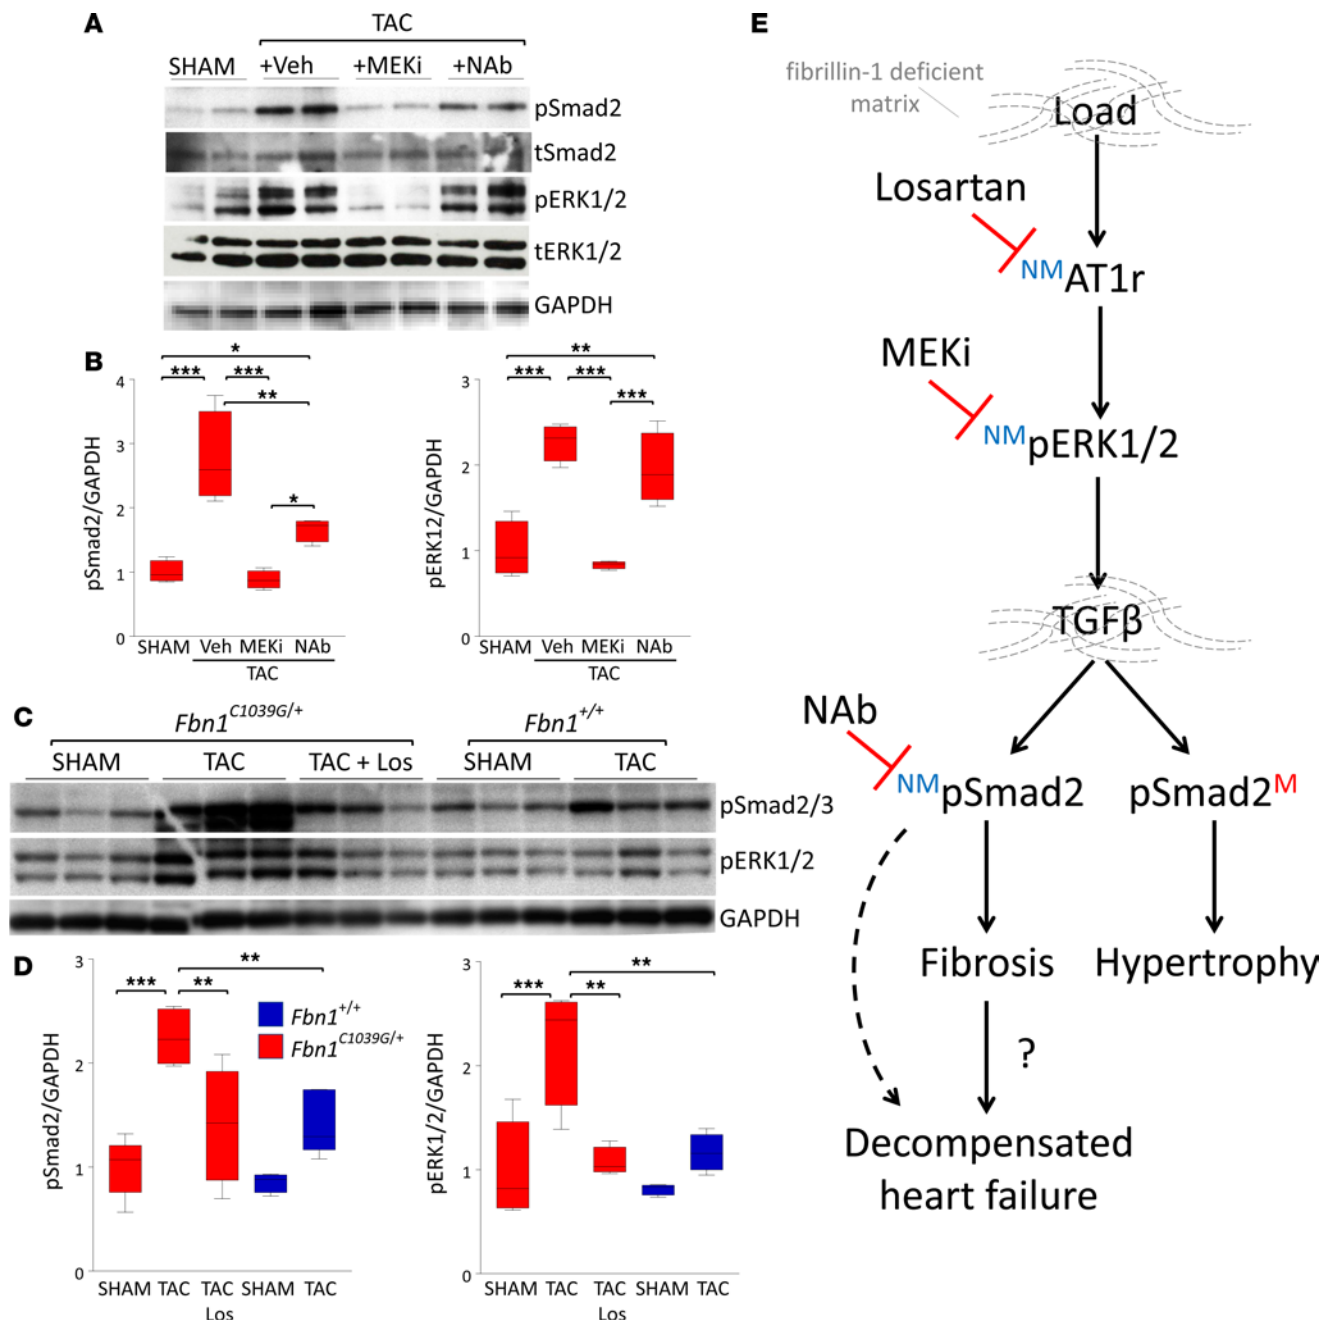 A
TAC
SHAM +Veh +MEKi +NAb
pSmad2
tSmad2
pERK1/2
tERK1/2
GAPDH
B
* 
*** *** 
** 
*
4
3
2
1
0
pSmad2/GAPDH
SHAM Veh MEKi NAb
TAC
**
*** ***
***
3
2
1
0
pERK12/GAPDH
SHAM Veh MEKi NAb
TAC
C
Fbn1C1039G/+ Fbn1+/+
SHAM TAC TAC + Los SHAM TAC
pSmad2/3
pERK1/2
GAPDH
D
**
*** **
3
2
1
0
pSmad2/GAPDH
Fbn1+/+
Fbn1C1039G/+
SHAM TAC TAC SHAM TAC
Los
**
*** **
3
2
1
0
pERK1/2/GAPDH
SHAM TAC TAC SHAM TAC
Los
E
fibrillin-1 deficient
matrix
Load
Losartan
NMAT1r
MEKi
NMpERK1/2
TGFβ
NAb
NMpSmad2 pSmad2M
Fibrosis Hypertrophy
?
Decompensated
heart failure